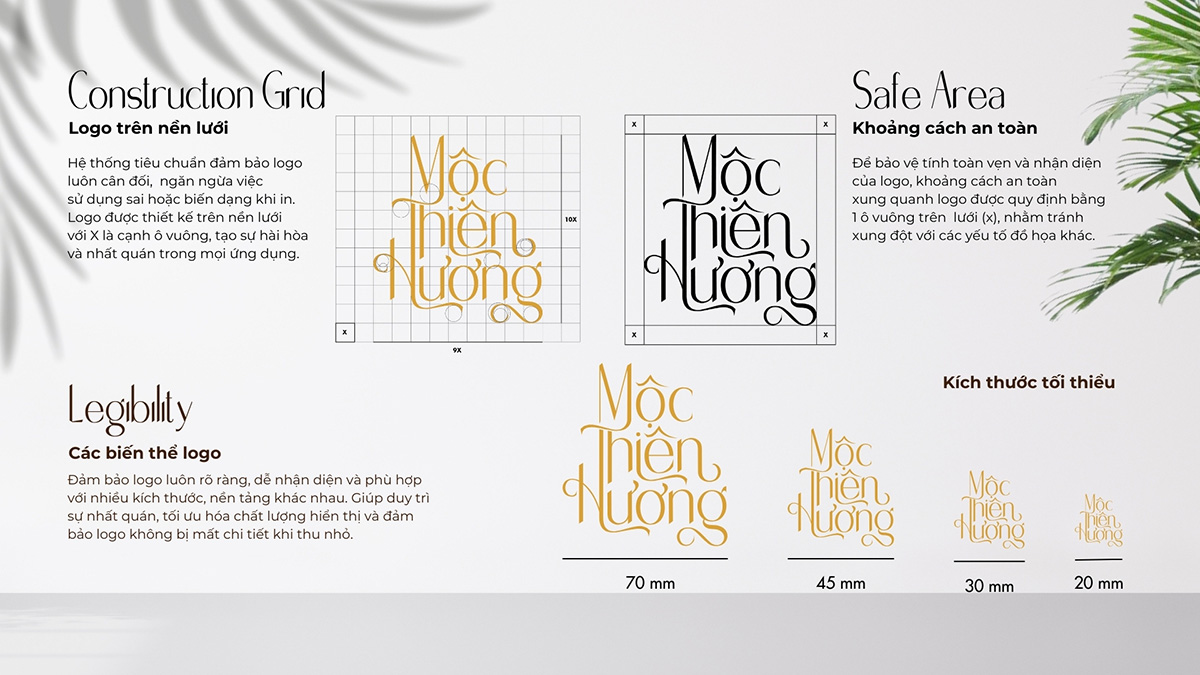 Construction Grid
Logo trên nền lưới
Hệ thống tiêu chuẩn đảm bảo logo
luôn cân đối, ngăn ngừa việc
sử dụng sai hoặc biến dạng khi in.
Logo được thiết kế trên nền lưới
với X là cạnh ô vuông, tạo sự hài hòa
và nhất quán trong mọi ứng dụng.
Mộc
Thiên
Hương
10X
X
9X
X
X
Mộc
Thiên
Hương
X
X
Safe Area
Khoảng cách an toàn
Để bảo vệ tính toàn vẹn và nhận diện
của logo, khoảng cách an toàn
xung quanh logo được quy định bằng
1 ô vuông trên lưới (x), nhằm tránh
xung đột với các yếu tố đồ họa khác.
Legibility
Các biến thể logo
Đảm bảo logo luôn rõ ràng, dễ nhận diện và phù hợp
với nhiều kích thước, nền tảng khác nhau. Giúp duy trì
sự nhất quán, tối ưu hóa chất lượng hiển thị và đảm
bảo logo không bị mất chi tiết khi thu nhỏ.
Kích thước tối thiểu
Mộc
Thiên
Hương
70 mm
Mộc
Thiên
Hương
45 mm
Mộc
Thiên
Hương
30 mm
Mộc
Thiên
Hương
20 mm